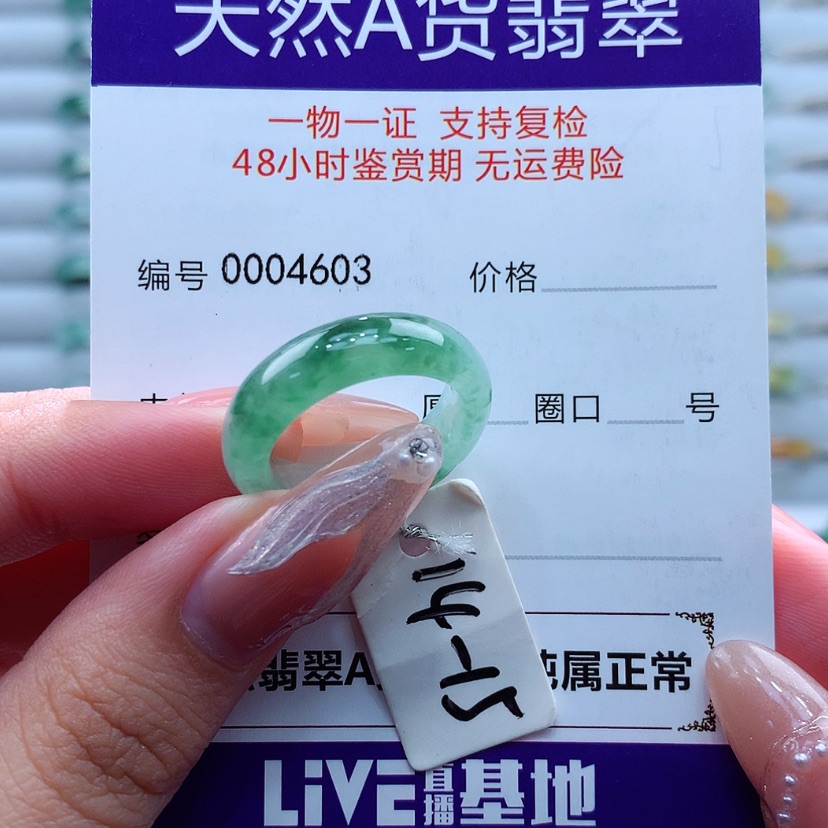 天然A货翡翠
一物一证 支持复检
48小时鉴赏期 无运费险
编号 0004603 价格
圈口 号
翡翠A 属正常
LiVE直播基地